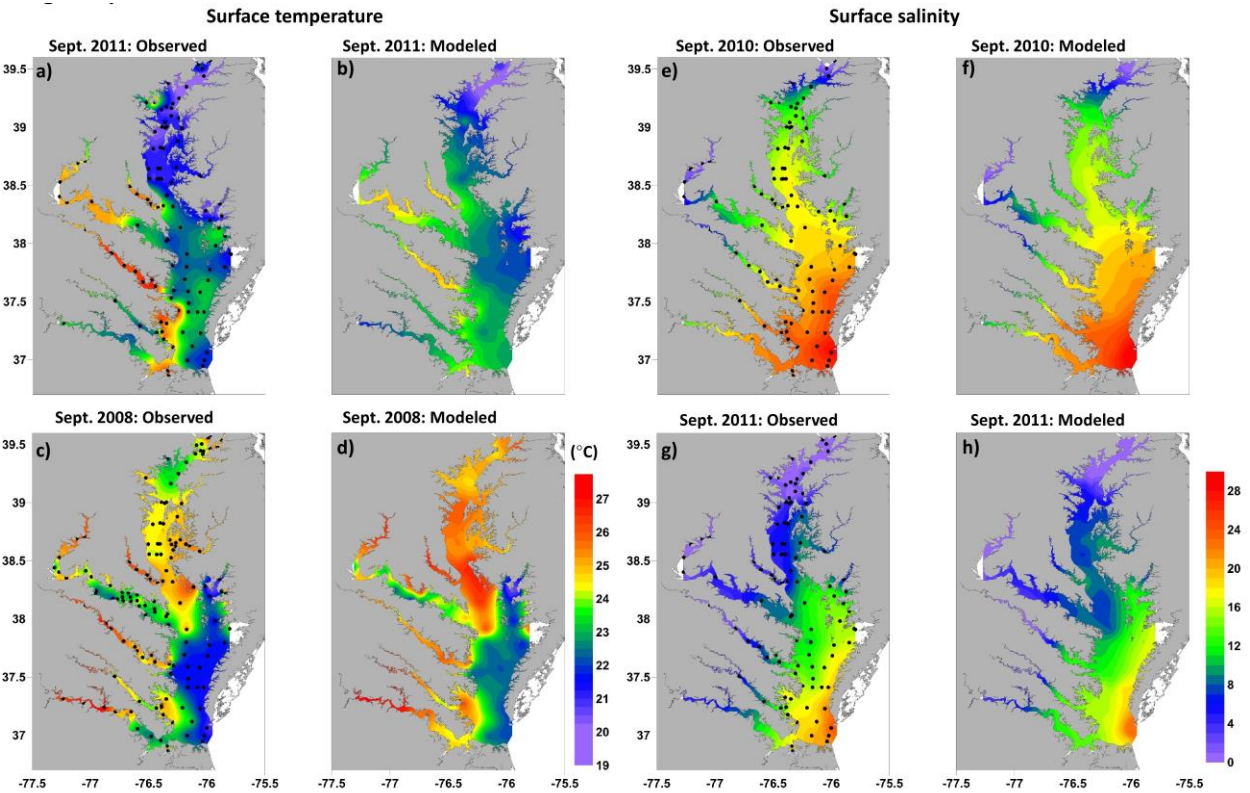 Surface temperature
Surface salinity
Sept. 2011: Observed
Sept. 2011: Modeled
Sept. 2010: Observed
Sept. 2010: Modeled
39.5
39
38.5
38
37.5
37
a)
b)
39.5
39
38.5
38
37.5
37
e)
f)
Sept. 2008: Observed
Sept. 2008: Modeled
Sept. 2011: Observed
Sept. 2011: Modeled
39.5
39
38.5
38
37.5
37
c)
d)
(°C)
27
26
25
24
23
22
21
20
19
39.5
39
38.5
38
37.5
37
g)
h)
28
24
20
16
12
8
4
0
-77.5 -77 -76.5 -76 -75.5
-77.5 -77 -76.5 -76 -75.5
-77.5 -77 -76.5 -76 -75.5
-77.5 -77 -76.5 -76 -75.5